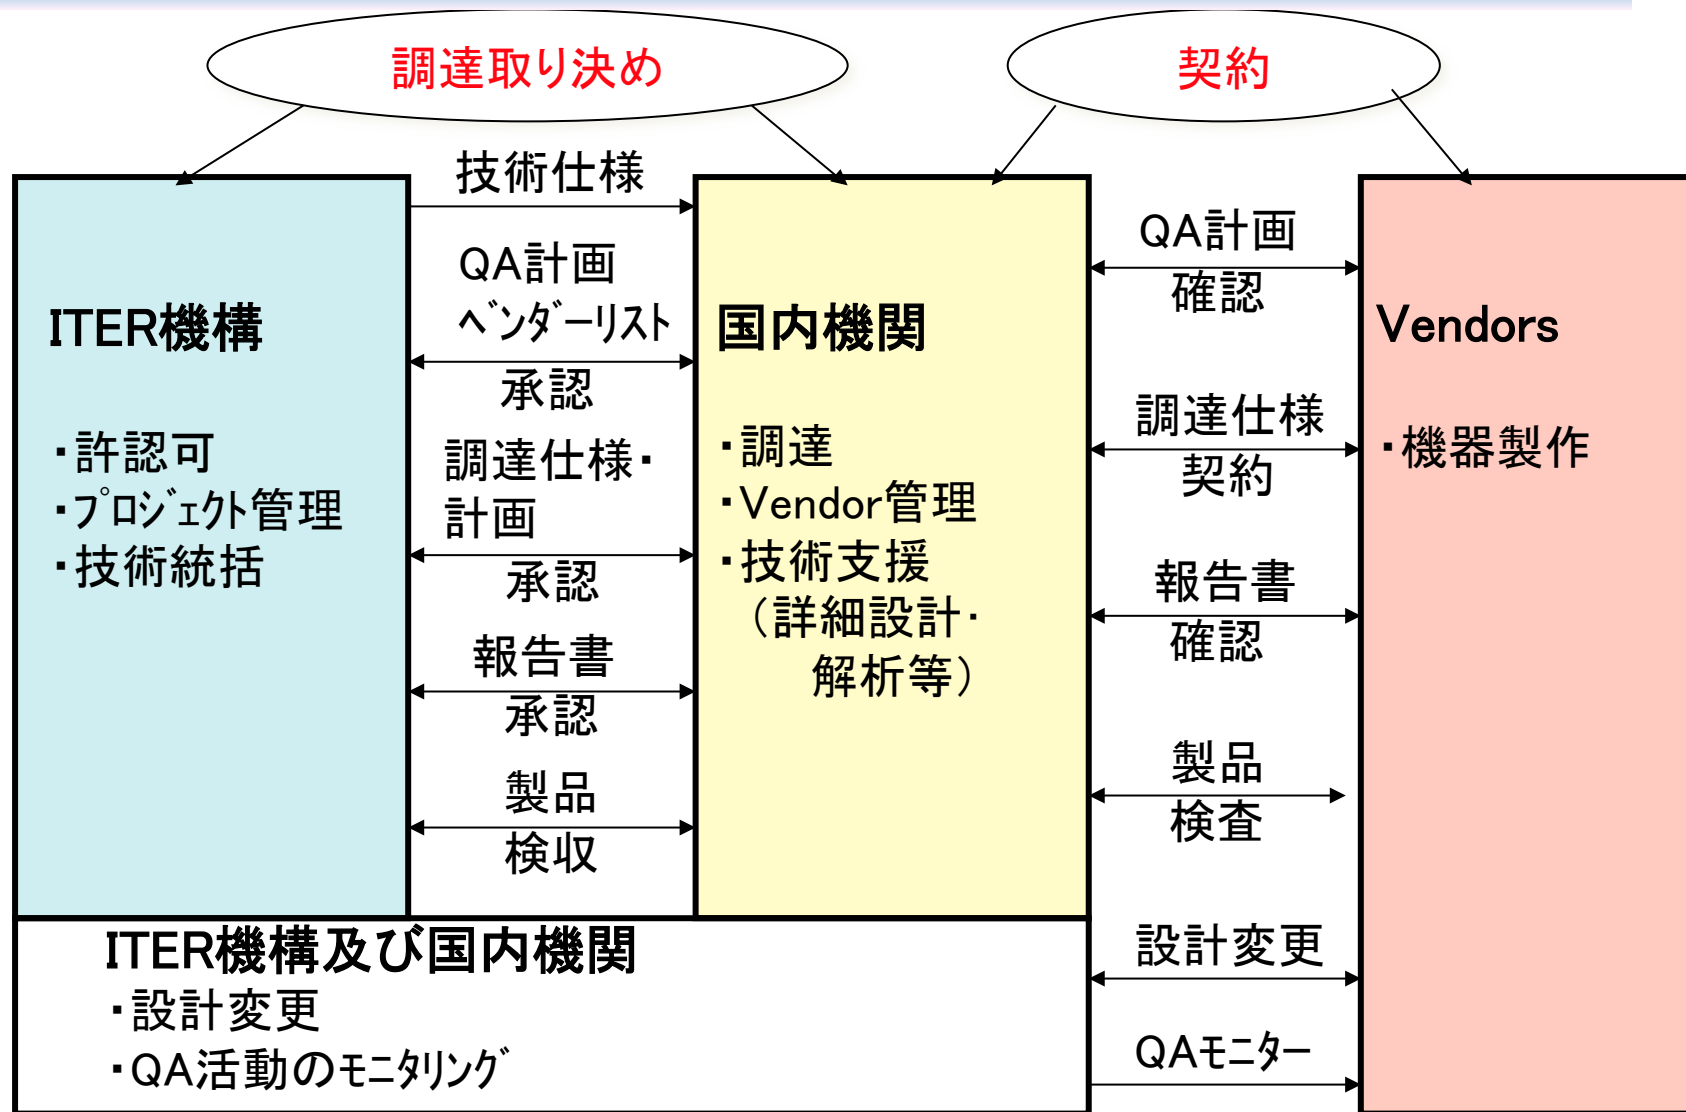 調達取り決め
契約
技術仕様
QA計画
ﾍﾞﾝﾀﾞｰﾘｽﾄ
承認
調達仕様・
計画
承認
報告書
承認
製品
検収
ITER機構
・許認可
・ﾌﾟﾛｼﾞｪｸﾄ管理
・技術統括
国内機関
・調達
・Vendor管理
・技術支援
（詳細設計・
解析等）
QA計画
確認
調達仕様
契約
報告書
確認
製品
検査
設計変更
QAﾓﾆﾀｰ
Vendors
・機器製作
ITER機構及び国内機関
・設計変更
・QA活動のﾓﾆﾀﾘﾝｸﾞ